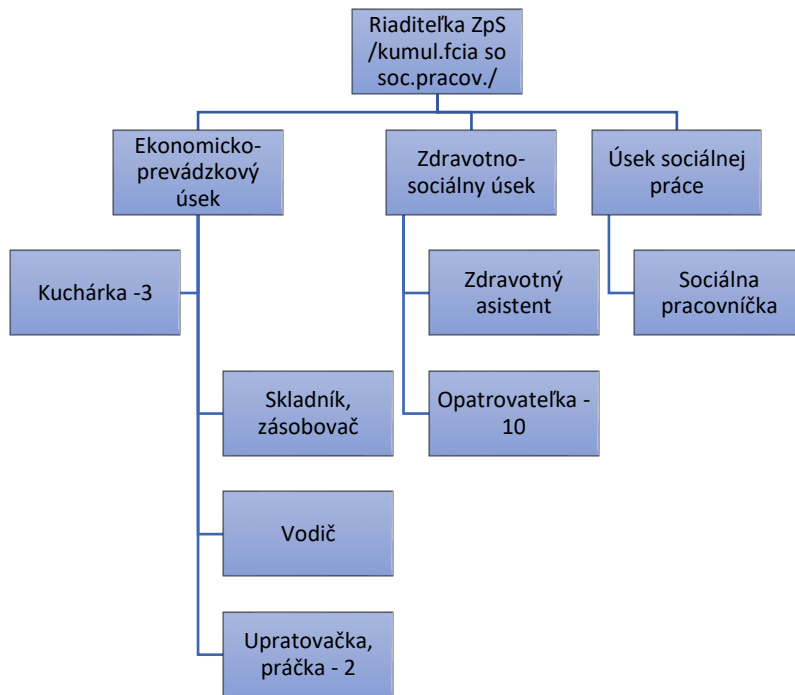 Riaditeľka ZpS
/kumul.fcia so
soc.pracov./
Ekonomicko-
prevádzkový
úsek
Zdravotno-
sociálny úsek
Úsek sociálnej
práce
Kuchárka -3
Zdravotný
asistent
Sociálna
pracovníčka
Skladník,
zásobovač
Opatrovateľka -
10
Vodič
Upratovačka,
práčka - 2